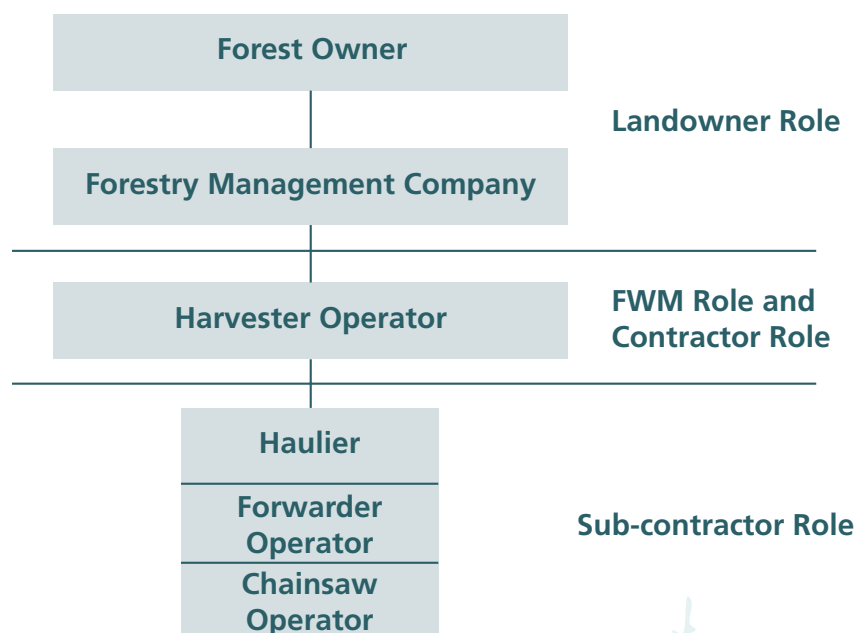 Forest Owner
Landowner Role
Forestry Management Company
Harvester Operator
FWM Role and
Contractor Role
Haulier
Forwarder
Operator
Sub-contractor Role
Chainsaw
Operator